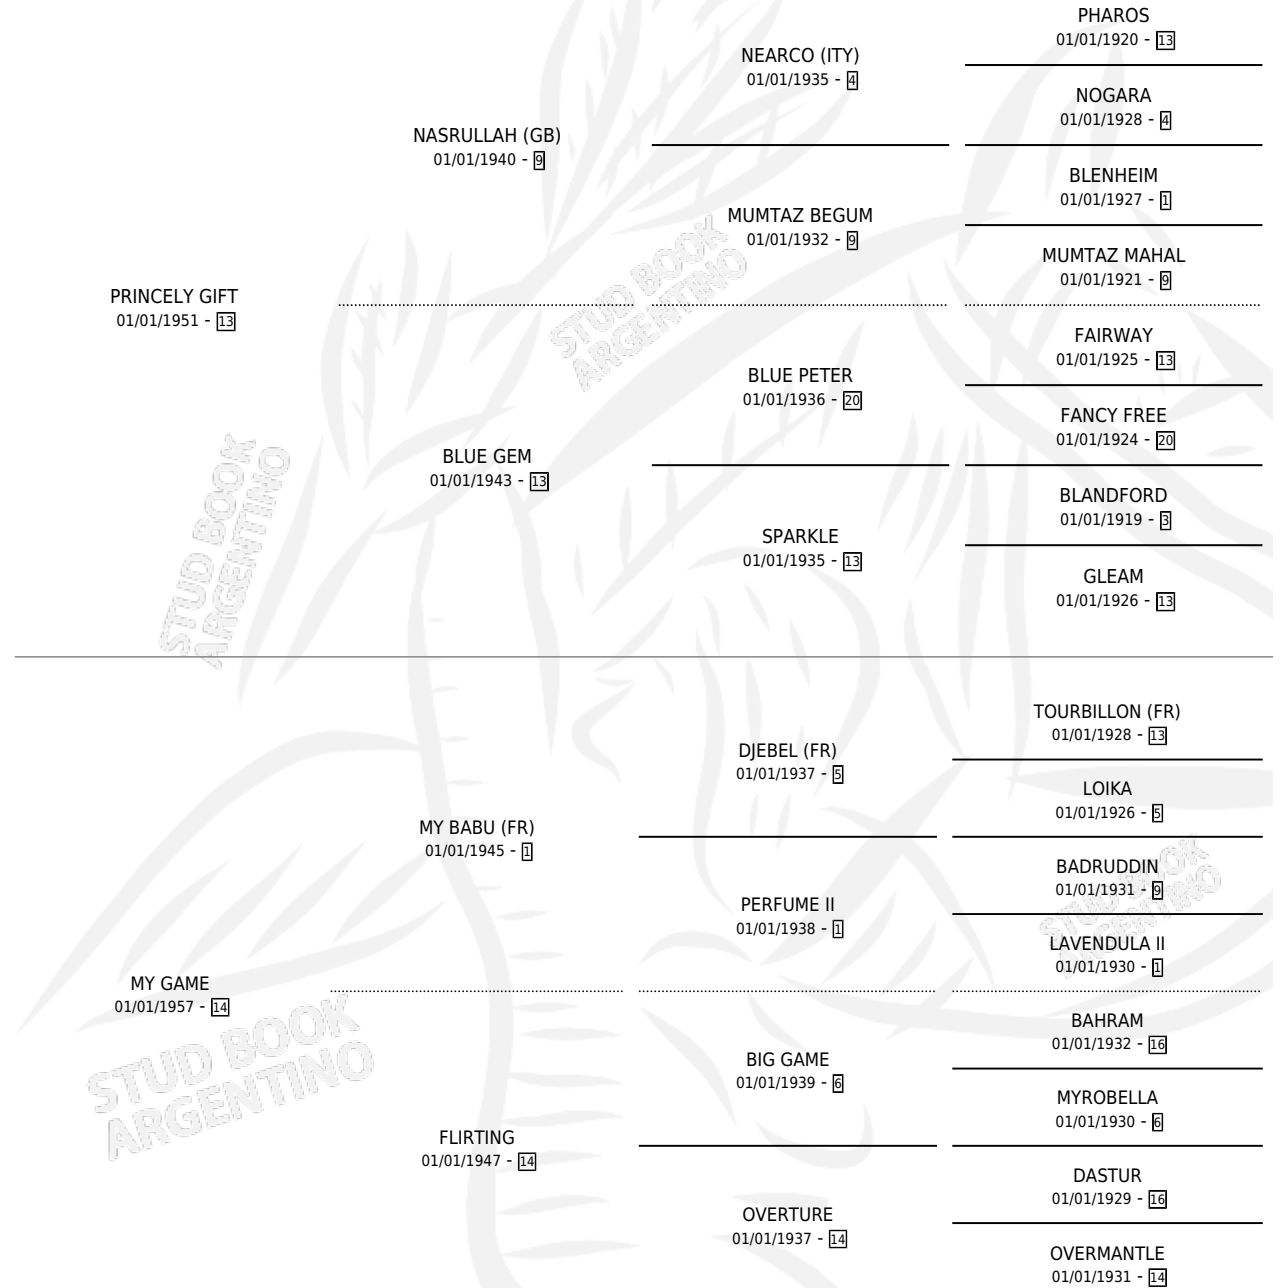 PHAROS
01/01/1920 - 13
NEARCO (ITY)
01/01/1935 - 4
NOGARA
01/01/1928 - 4
NASRULLAH (GB)
01/01/1940 - 9
BLENHEIM
01/01/1927 - 1
MUMTAZ BEGUM
01/01/1932 - 9
MUMTAZ MAHAL
01/01/1921 - 9
PRINCELY GIFT
01/01/1951 - 13
STUD BOOK
ARGENTINO
FAIRWAY
01/01/1925 - 13
BLUE PETER
01/01/1936 - 20
FANCY FREE
01/01/1924 - 20
BLUE GEM
01/01/1943 - 13
BLANDFORD
01/01/1919 - 3
SPARKLE
01/01/1935 - 13
GLEAM
01/01/1926 - 13
STUD BOOK
ARGENTINO
TOURBILLON (FR)
01/01/1928 - 13
DJEBEL (FR)
01/01/1937 - 5
LOIKA
01/01/1926 - 5
MY BABU (FR)
01/01/1945 - 1
BADRUDDIN
01/01/1931 - 9
PERFUME II
01/01/1938 - 1
LAVENDULA II
01/01/1930 - 1
STUD BOOK
ARGENTINO
MY GAME
01/01/1957 - 14
BAHRAM
01/01/1932 - 16
BIG GAME
01/01/1939 - 6
MYROBELLA
01/01/1930 - 6
STUD BOOK
ARGENTINO
FLIRTING
01/01/1947 - 14
DASTUR
01/01/1929 - 16
OVERTURE
01/01/1937 - 14
OVERMANTLE
01/01/1931 - 14